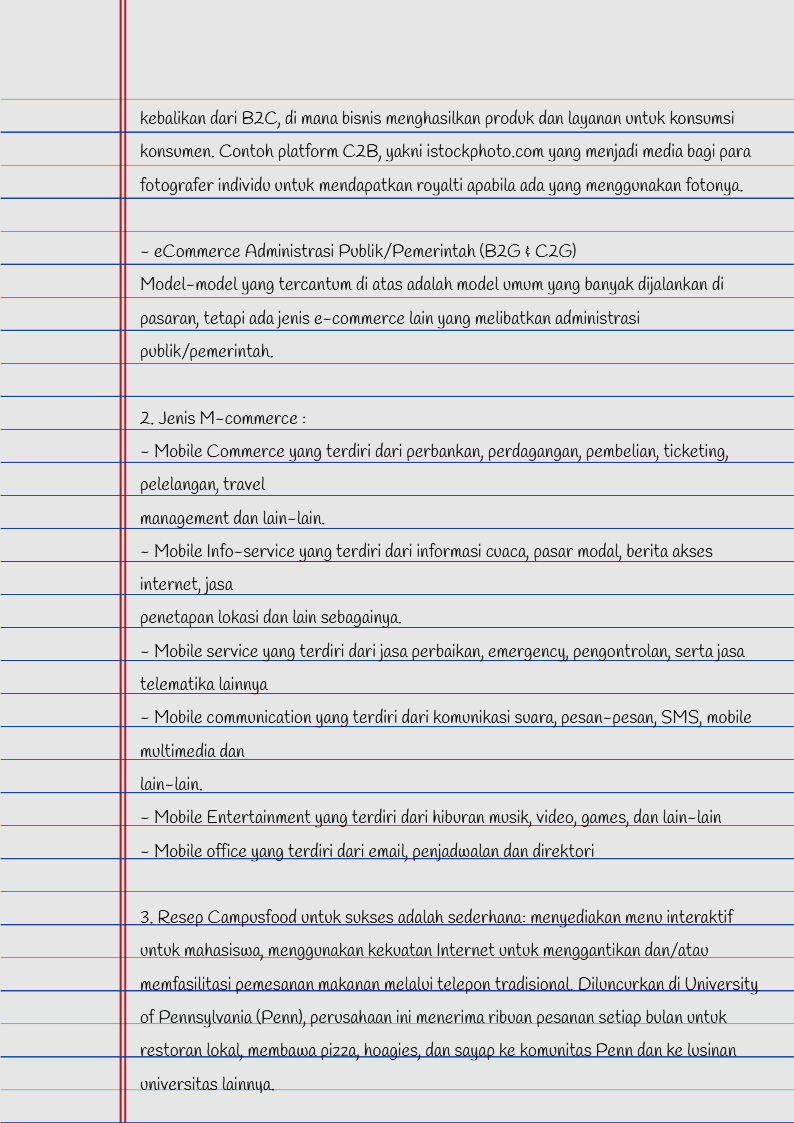 kebalikan dari B2C, di mana bisnis menghasilkan produk dan layanan untuk konsumsi
konsumen. Contoh platform C2B, yakni istockphoto.com yang menjadi media bagi para
fotografer individu untuk mendapatkan royalti apabila ada yang menggunakan fotonya.
- eCommerce Administrasi Publik/Pemerintah (B2G & C2G)
Model-model yang tercantum di atas adalah model umum yang banyak dijalankan di
pasaran, tetapi ada jenis e-commerce lain yang melibatkan administrasi
publik/pemerintah.
2. Jenis M-commerce :
- Mobile Commerce yang terdiri dari perbankan, perdagangan, pembelian, ticketing,
pelelangan, travel
management dan lain-lain.
- Mobile Info-service yang terdiri dari informasi cuaca, pasar modal, berita akses
internet, jasa
penetapan lokasi dan lain sebagainya.
- Mobile service yang terdiri dari jasa perbaikan, emergency, pengontrolan, serta jasa
telematika lainnya
- Mobile communication yang terdiri dari komunikasi suara, pesan-pesan, SMS, mobile
multimedia dan
lain-lain.
- Mobile Entertainment yang terdiri dari hiburan musik, video, games, dan lain-lain
- Mobile office yang terdiri dari email, penjadwalan dan direktori
3. Resep Campusfood untuk sukses adalah sederhana: menyediakan menu interaktif
untuk mahasiswa, menggunakan kekuatan Internet untuk menggantikan dan/atau
memfasilitasi pemesanan makanan melalui telepon tradisional. Diluncurkan di University
of Pennsylvania (Penn), perusahaan ini menerima ribuan pesanan setiap bulan untuk
restoran lokal, membawa pizza, hoagies, dan sayap ke komunitas Penn dan ke lusinan
universitas lainnya.